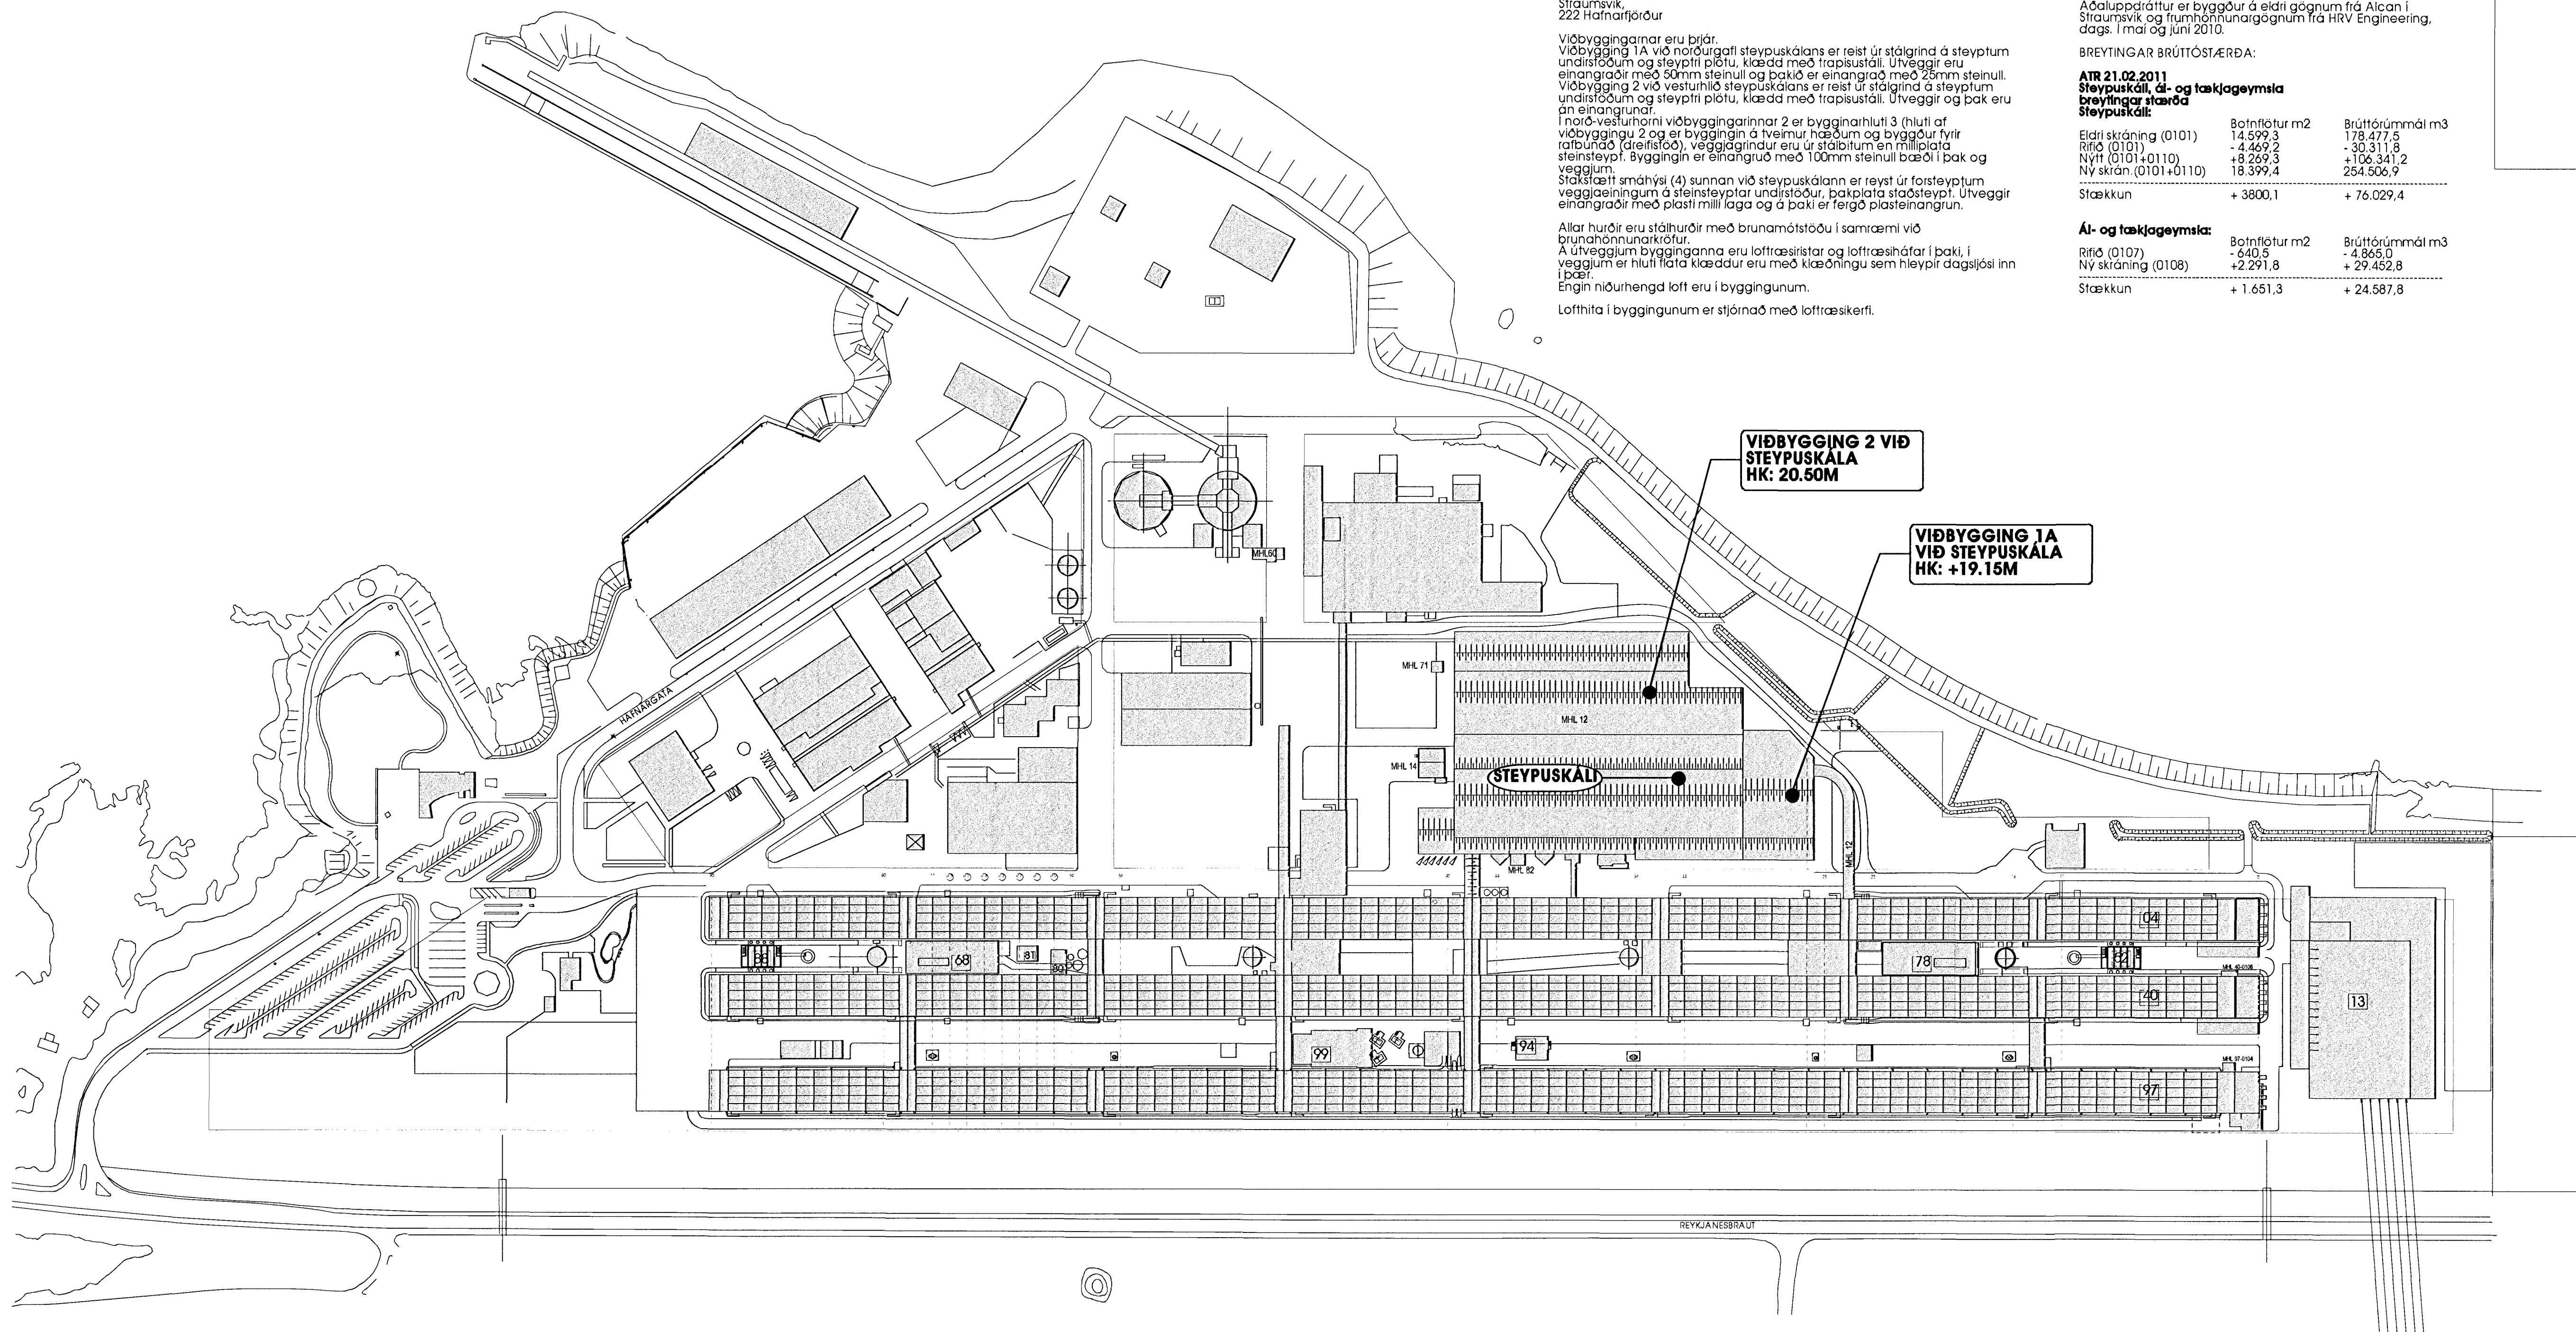 Straumsvík,
222 Hafnarfjörður
Viðbyggingarnar eru þrjár.
Viðbygging 1A við norðurgafl steypuskálans er reist úr stálgrind á steyptum
undirstöðum og steyptri plötu, klædd með trapisustáli. Útveggir eru
einangraðir með 50mm steinull og þakið er einangrað með 25mm steinull.
Viðbygging 2 við vesturhlið steypuskálans er reist úr stálgrind á steyptum
undirstöðum og steyptri plötu, klædd með trapisustáli. Útveggir og þak eru
án einangrunar.
Í norð-vesturhorni viðbyggingarinnar 2 er bygginarhluti 3 (hluti af
viðbyggingu 2 og er byggingin á tveimur hæðum og byggður fyrir
rafbúnað (dreifistöð), veggjagrindur eru úr stálbitum en milliplata
steinsteypt. Byggingin er einangruð með 100mm steinull bæði í þak og
veggjum.
Stakstætt smáhýsi (4) sunnan við steypuskálann er reyst úr forsteyptum
veggjaeiningum á steinsteyptar undirstöður, þakplata staðsteypt. Útveggir
einangraðir með plasti milli laga og á þaki er fergð plasteinangrun.
Allar hurðir eru stálhurðir með brunamótstöðu í samræmi við
brunahönnunarkröfur.
Á útveggjum bygginganna eru loftræsiristar og loftræsiháfar í þaki, í
veggjum er hluti flata klæddur eru með klæðningu sem hleypir dagsljósi inn
í þær.
Engin niðurhengd loft eru í byggingunum.
Lofthita í byggingunum er stjórnað með loftræsikerfi.
Aðaluppdráttur er byggður á eldri gögnum frá Alcan í
Straumsvík og frumhönnunargögnum frá HRV Engineering,
dags. í maí og júní 2010.
BREYTINGAR BRÚTTÓSTÆRÐA:
ATR 21.02.2011
Steypuskáli, ál- og tækjageymsla
breytingar stærða
Steypuskáli:
Botnflötur m2 Brúttórúmmál m3
Eldri skráning (0101) 14.599,3 178.477,5
Rifið (0101) - 4.469,2 - 30.311,8
Nýtt (0101+0110) +8.269,3 +106.341,2
Ný skrán.(0101+0110) 18.399,4 254.506,9
Stækkun + 3800,1 + 76.029,4
Ál- og tækjageymsla:
Botnflötur m2 Brúttórúmmál m3
Rifið (0107) - 640,5 - 4.865,0
Ný skráning (0108) +2.291,8 + 29.452,8
Stækkun + 1.651,3 + 24.587,8
VIÐBYGGING 2 VIÐ
STEYPUSKÁLA
HK: 20.50M
VIÐBYGGING 1A
VIÐ STEYPUSKÁLA
HK: +19.15M
MHL60
MHL 71
HAFNARGATA
MHL 12
MHL 14
STEYPUSKÁLI
MHL 12
MHL 82
04
68
81
80
78
40
13
99
94
97
MHL 97-0104
REYKJANESBRAUT